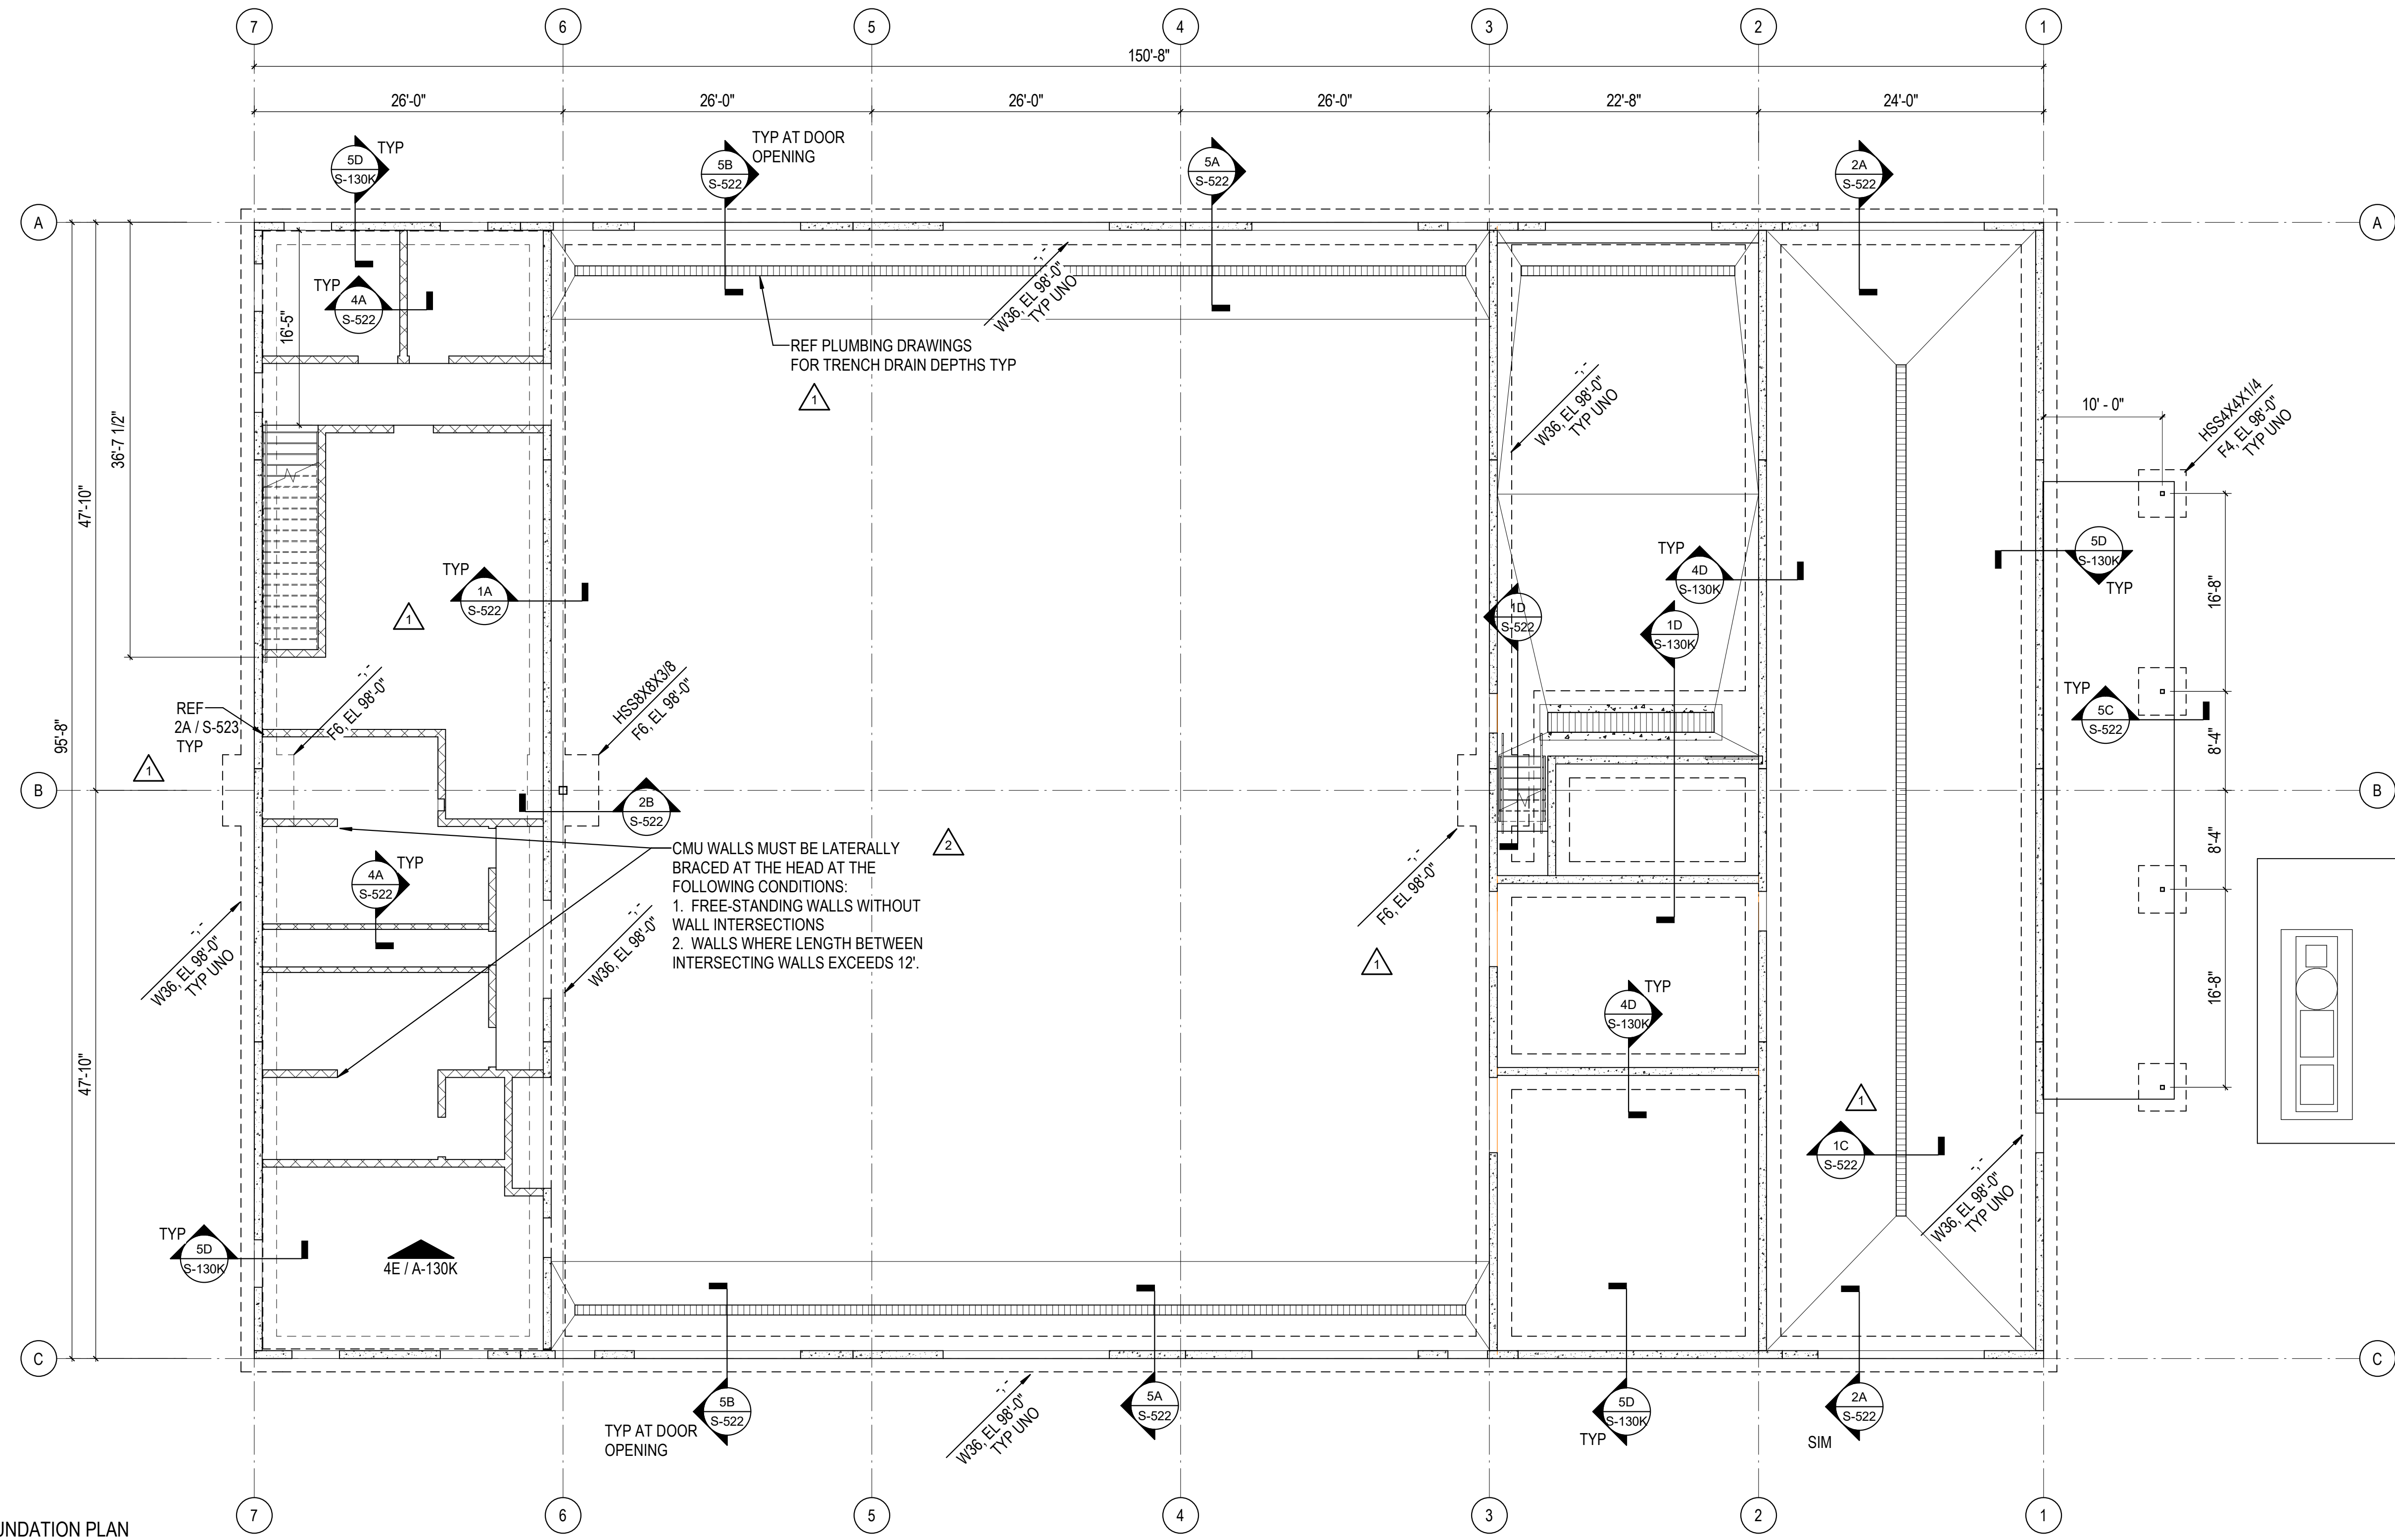 7
6
5
4
3
2
1
150'-8"
26'-0"
26'-0"
26'-0"
26'-0"
22'-8"
24'-0"
5D
S-130K
TYP
5B
S-522
TYP AT DOOR
OPENING
5A
S-522
2A
S-522
A
A
TYP
4A
S-522
16'-5"
36'-7 1/2"
47'-10"
95'-8"
-,-
W36, EL 98'-0"
TYP UNO
REF PLUMBING DRAWINGS
FOR TRENCH DRAIN DEPTHS TYP
1
-,-
W36, EL 98'-0"
TYP UNO
10' - 0"
HSS4X4X1/4
F4, EL 98'-0"
TYP UNO
TYP
1A
S-522
1
TYP
4D
S-130K
1D
S-522
1D
S-130K
5D
S-130K
TYP
16'-8"
REF
2A / S-523
TYP
-,-
F6, EL 98'-0"
HSS8X8X3/8
F6, EL 98'-0"
TYP
5C
S-522
8'-4"
1
B
2B
S-522
B
CMU WALLS MUST BE LATERALLY
BRACED AT THE HEAD AT THE
FOLLOWING CONDITIONS:
1. FREE-STANDING WALLS WITHOUT
WALL INTERSECTIONS
2. WALLS WHERE LENGTH BETWEEN
INTERSECTING WALLS EXCEEDS 12'.
2
8'-4"
4A
S-522
TYP
-,-
W36, EL 98'-0"
TYP UNO
-,-
W36, EL 98'-0"
-,-
F6, EL 98'-0"
1
4D
S-130K
TYP
16'-8"
47'-10"
1
1C
S-522
-,-
W36, EL 98'-0"
TYP UNO
TYP
5D
S-130K
4E / A-130K
C
C
5B
S-522
TYP AT DOOR
OPENING
-,-
W36, EL 98'-0"
TYP UNO
5A
S-522
5D
S-130K
TYP
2A
S-522
SIM
7
6
5
4
3
2
1
UNDATION PLAN